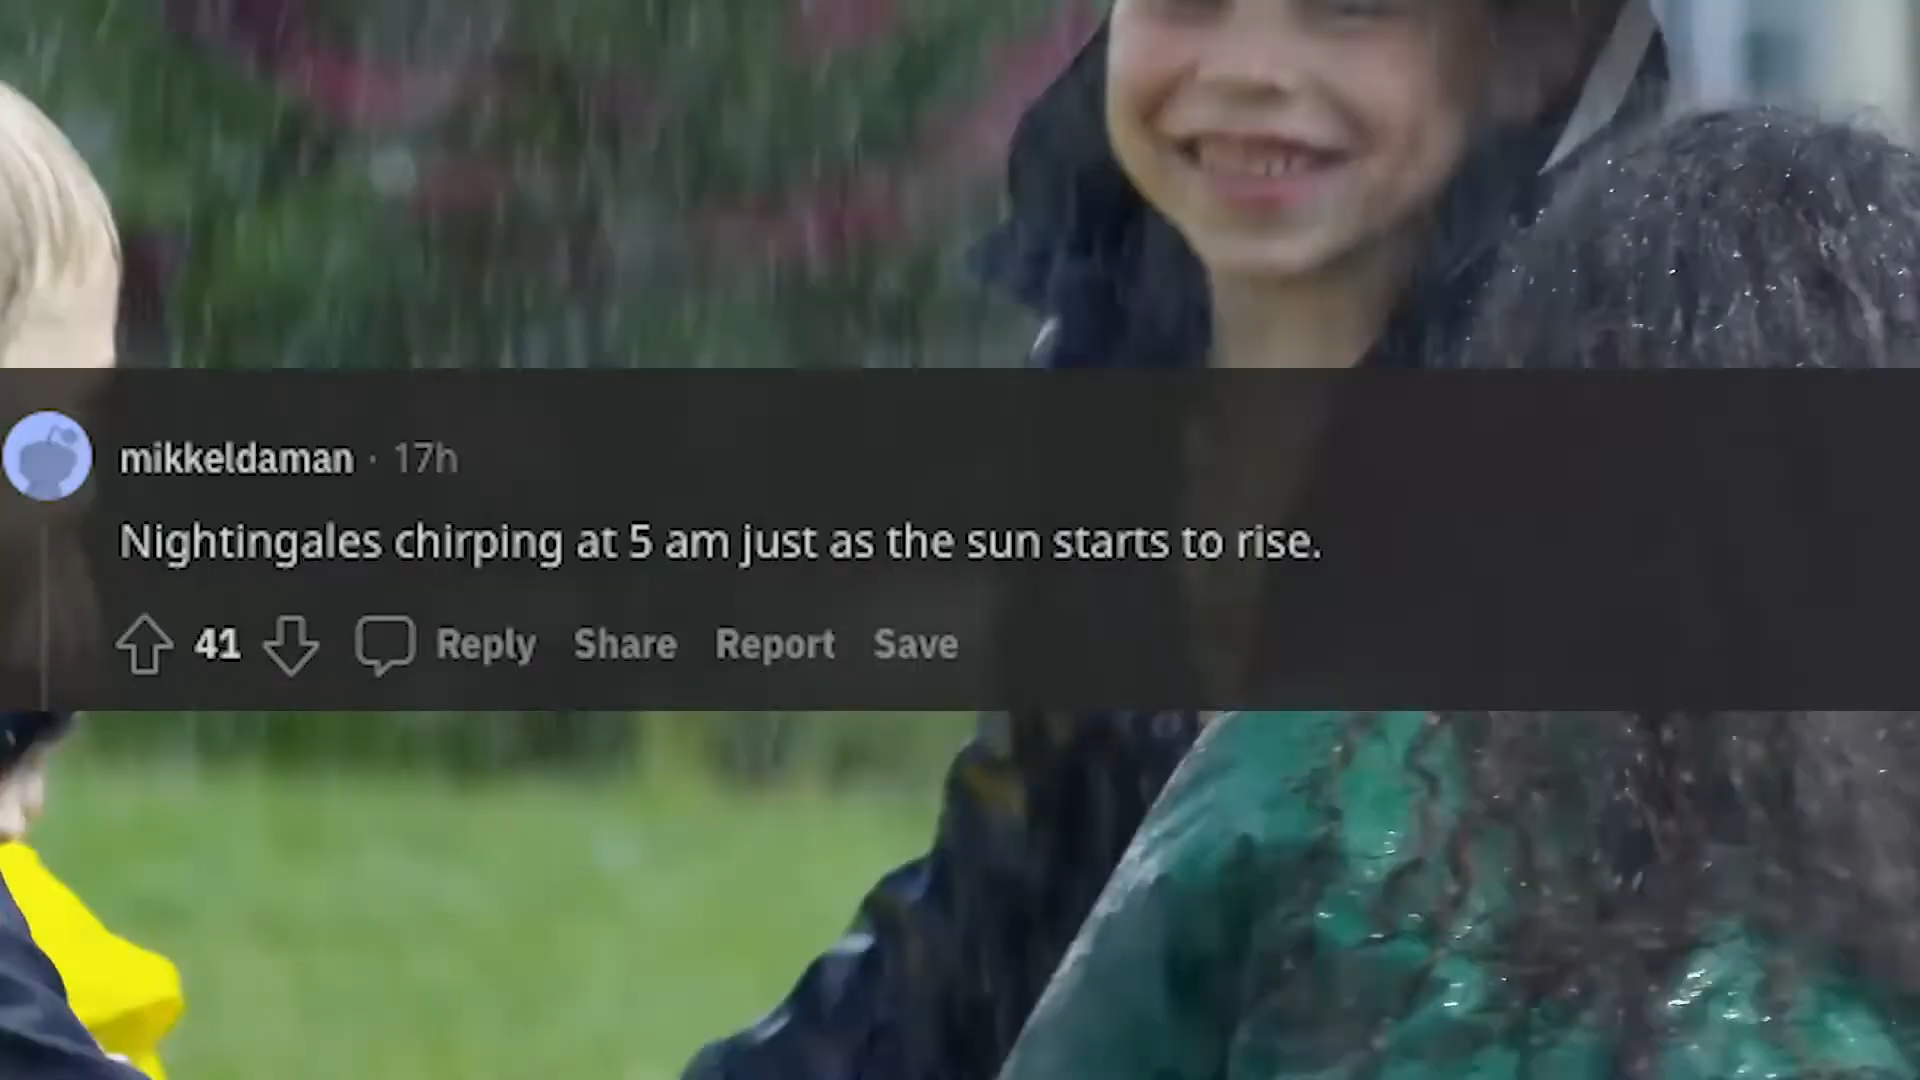 mikkeldaman · 17h
Nightingales chirping at 5 am just as the sun starts to rise.
41 Reply Share Report Save